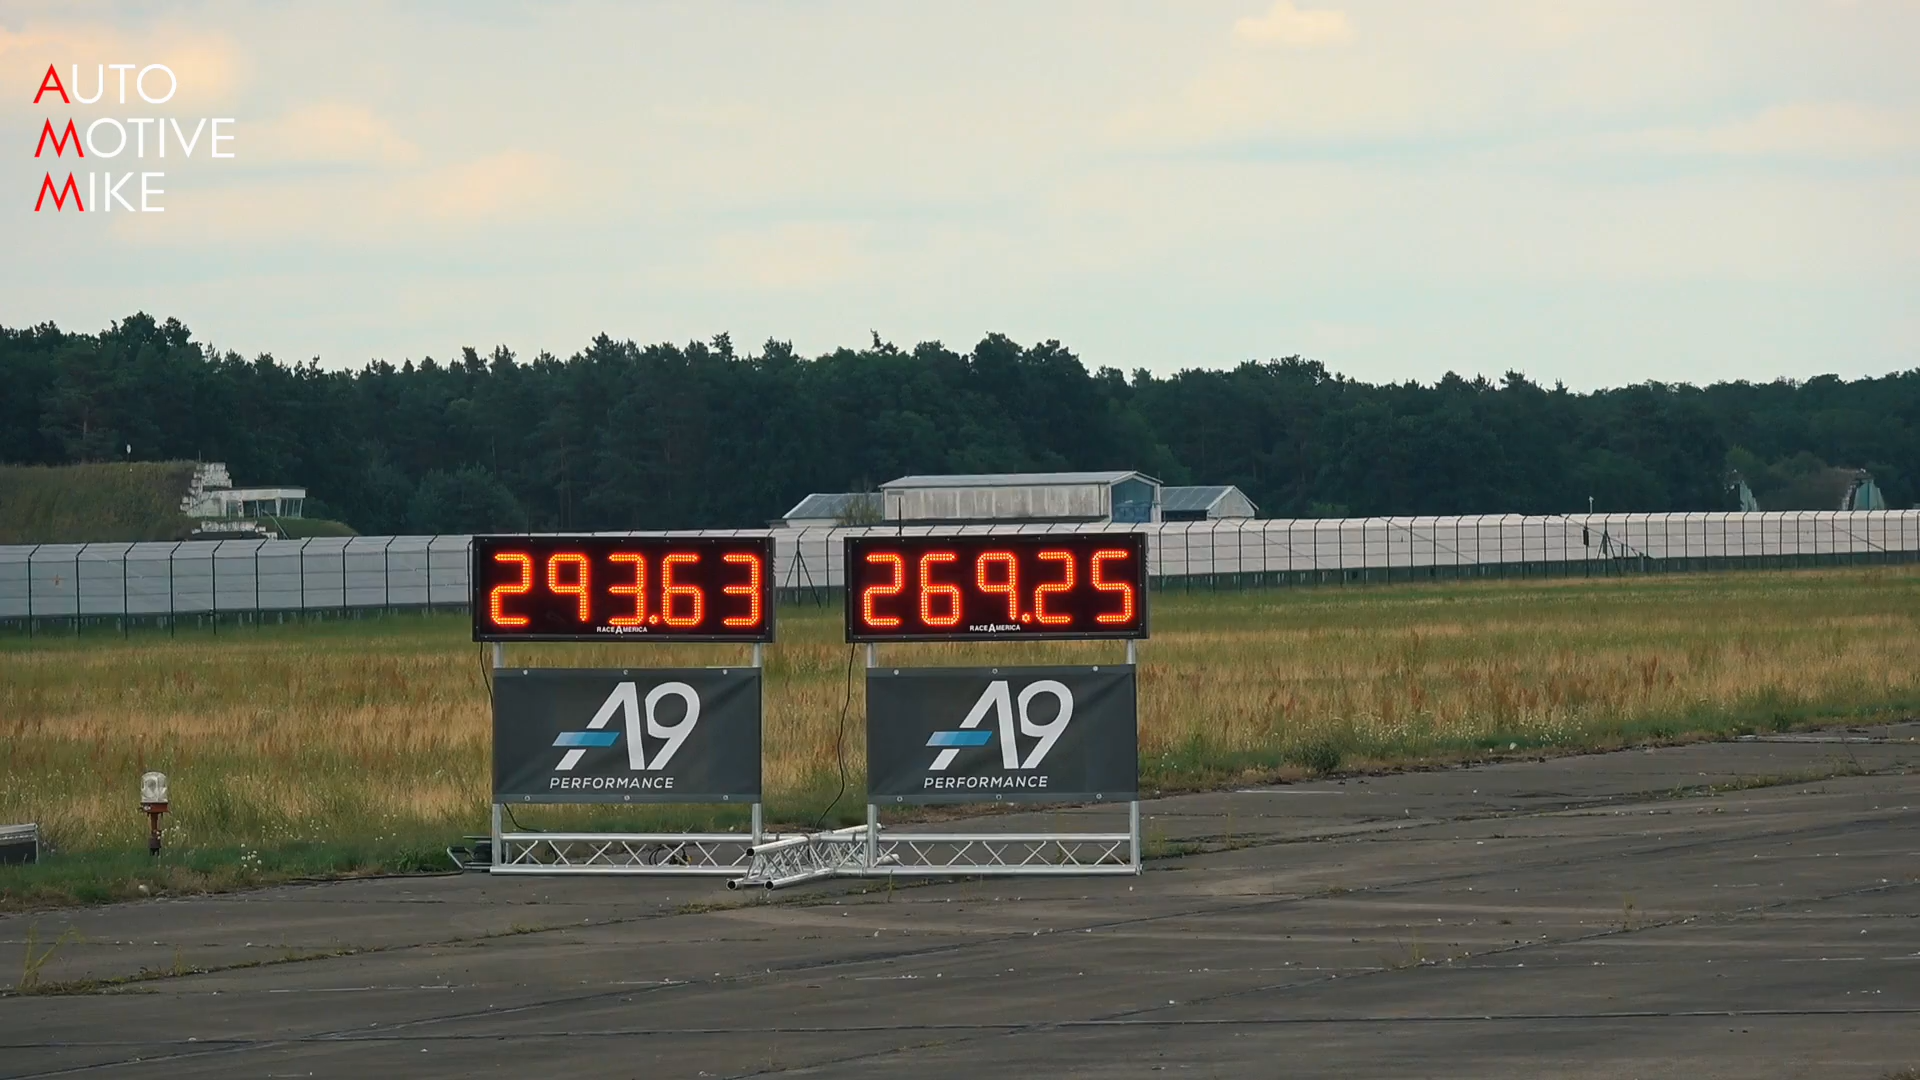 AUTO
MOTIVE
MIKE
293.63
RACEAMERICA
269.25
RACEAMERICA
A9
PERFORMANCE
A9
PERFORMANCE